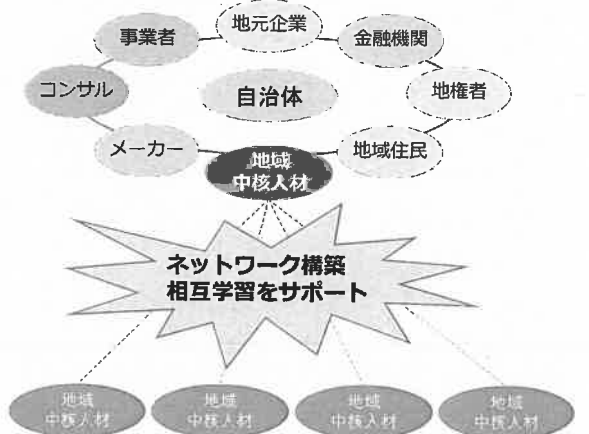 地元企業
事業者
金融機関
コンサル
自治体
地権者
メーカー
地域住民
地域
中核人材
ネットワーク構築
相互学習をサポート
地域
中核人材
地域
中核人材
地域
中核人材
地域
中核人材